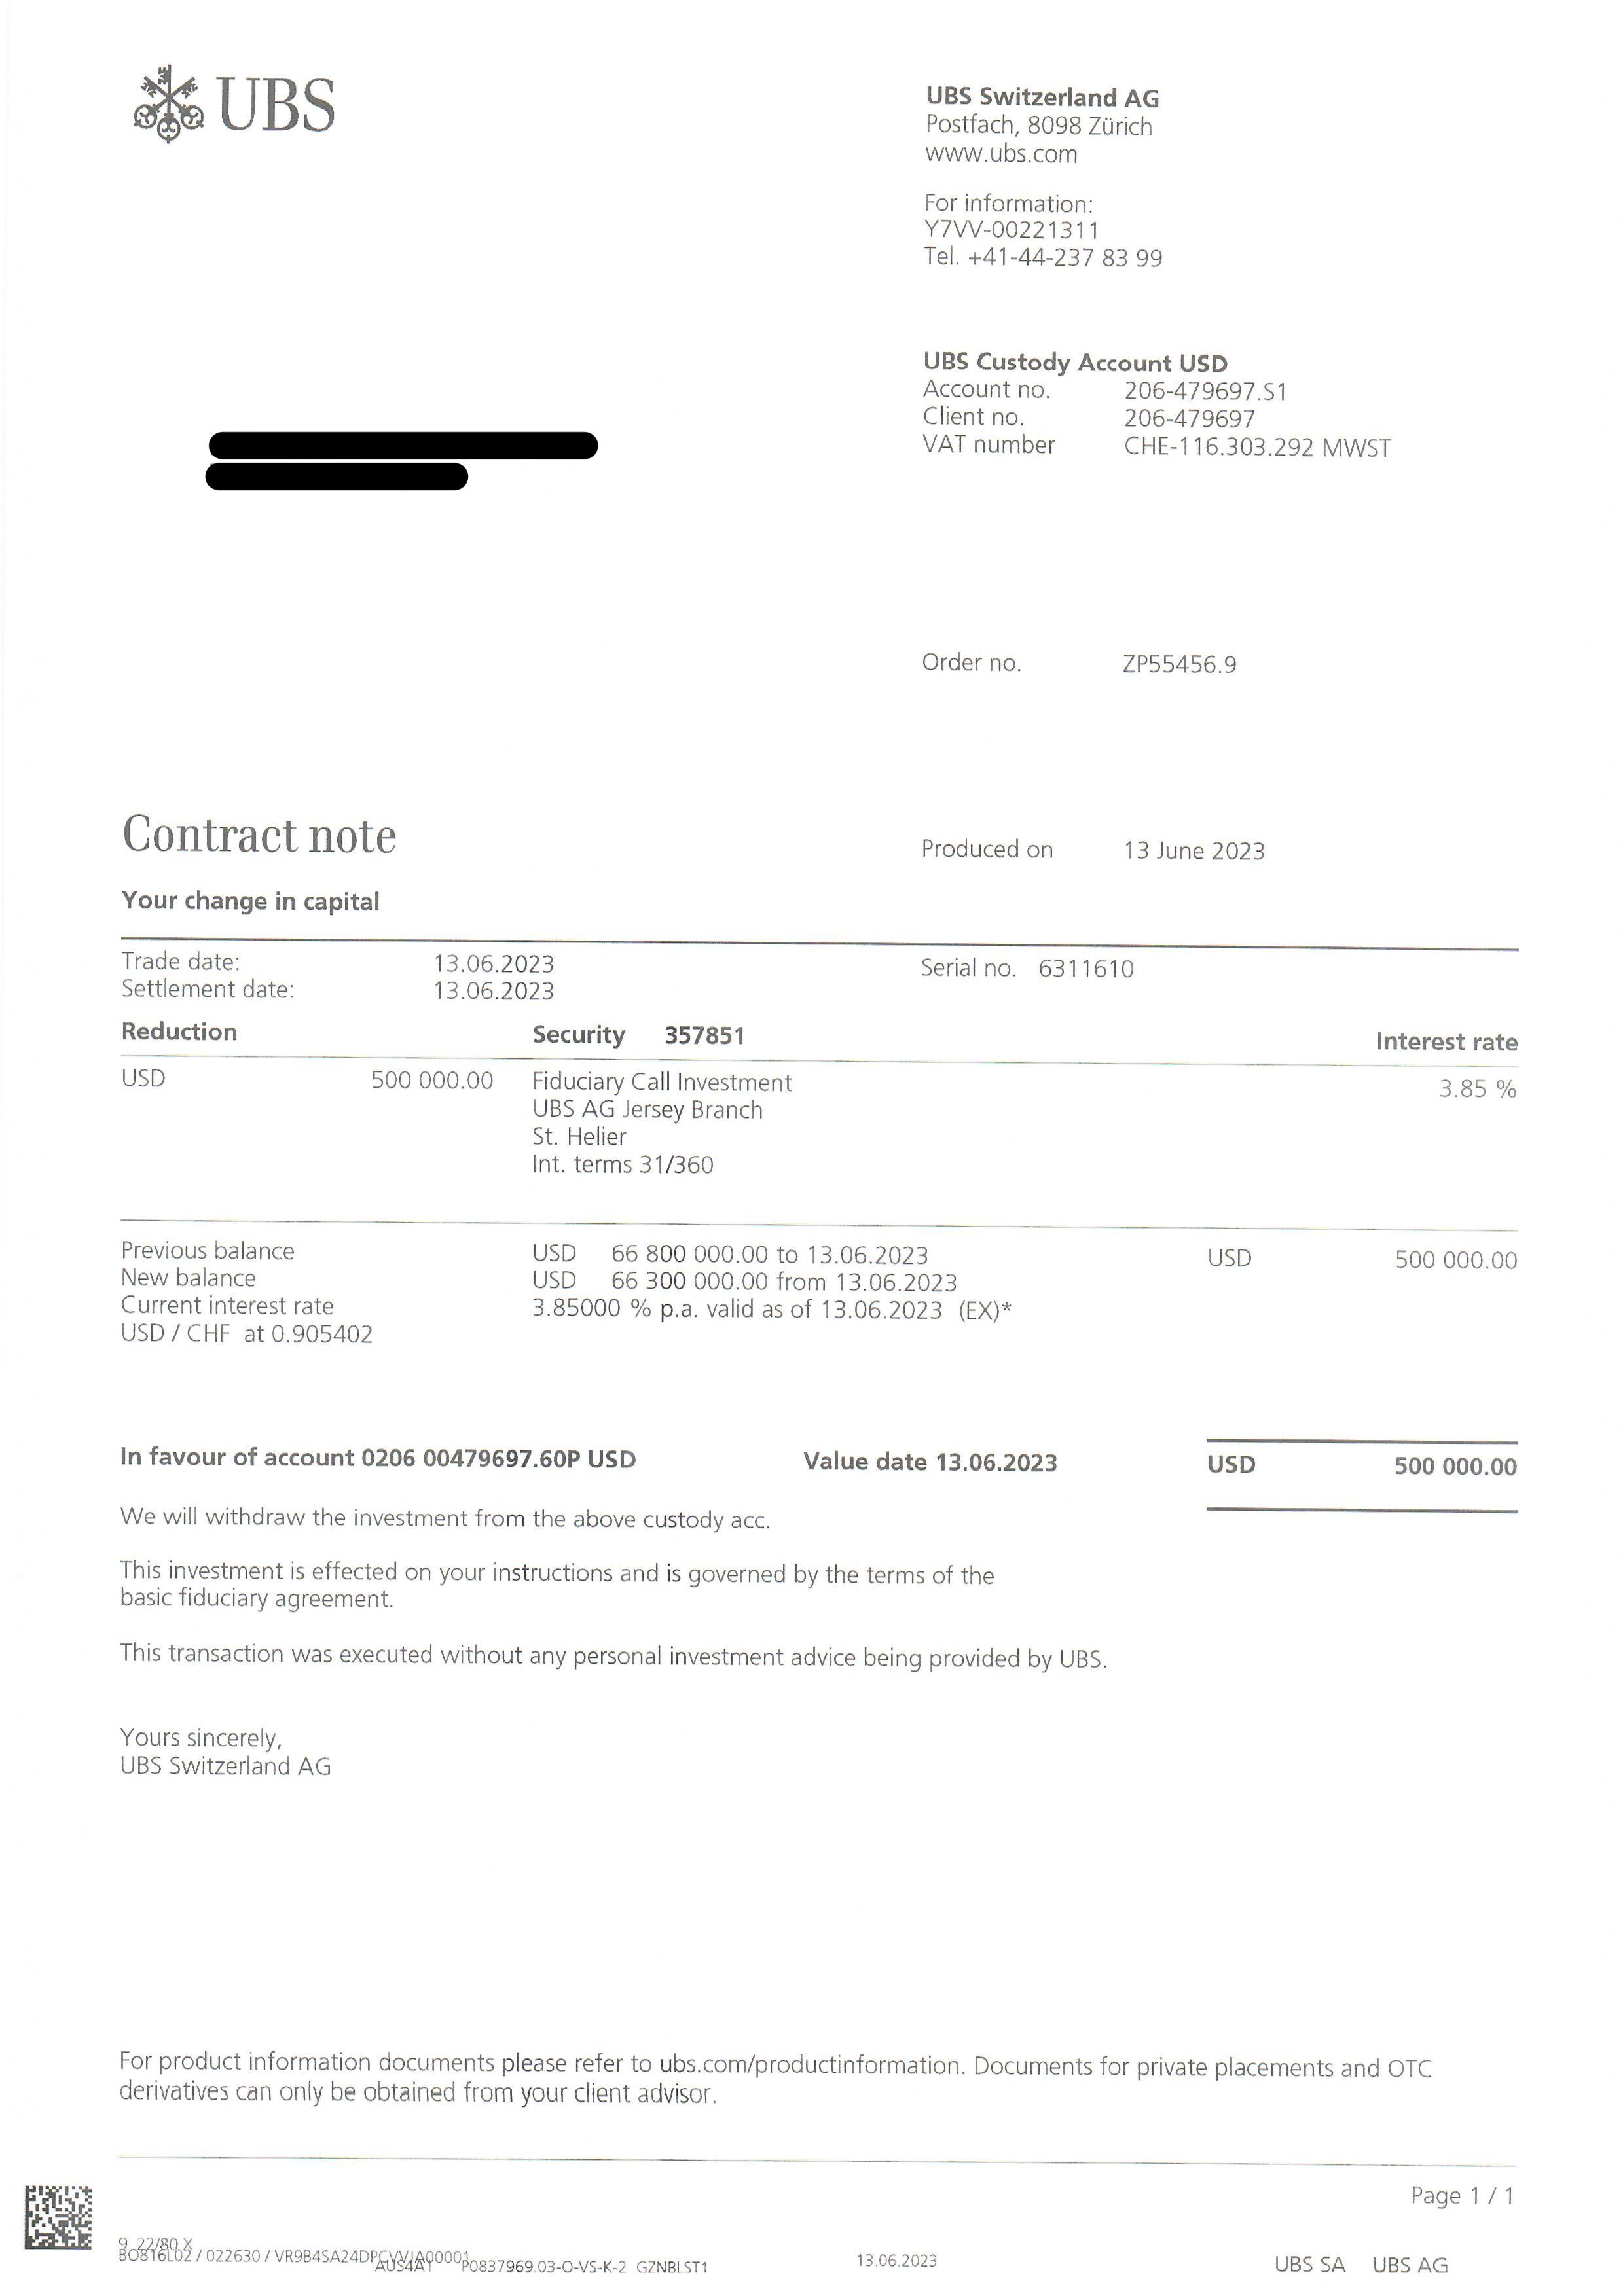 UBS
UBS Switzerland AG
Postfach, 8098 Zürich
www.ubs.com
For information:
Y7VV-00221311
Tel. +41-44-237 83 99
UBS Custody Account USD
Account no. 206-479697.S1
Client no. 206-479697
VAT number CHE-116.303.292 MWST
Order no. ZP55456.9
Contract note
Produced on 13 June 2023
Your change in capital
Trade date: 13.06.2023 Serial no. 6311610
Settlement date: 13.06.2023
Reduction Security 357851 Interest rate
USD 500 000.00 Fiduciary Call Investment 3.85 %
UBS AG Jersey Branch
St. Helier
Int. terms 31/360
Previous balance USD 66 800 000.00 to 13.06.2023 USD 500 000.00
New balance USD 66 300 000.00 from 13.06.2023
Current interest rate 3.85000 % p.a. valid as of 13.06.2023 (EX)*
USD / CHF at 0.905402
In favour of account 0206 00479697.60P USD Value date 13.06.2023 USD 500 000.00
We will withdraw the investment from the above custody acc.
This investment is effected on your instructions and is governed by the terms of the
basic fiduciary agreement.
This transaction was executed without any personal investment advice being provided by UBS.
Yours sincerely,
UBS Switzerland AG
For product information documents please refer to ubs.com/productinformation. Documents for private placements and OTC
derivatives can only be obtained from your client advisor.
Page 1 / 1
9 22/80 X
BO816L02 / 022630 /
P0837969.03-O-VS-K-2 GZNBLST1 13.06.2023 UBS SA UBS AG